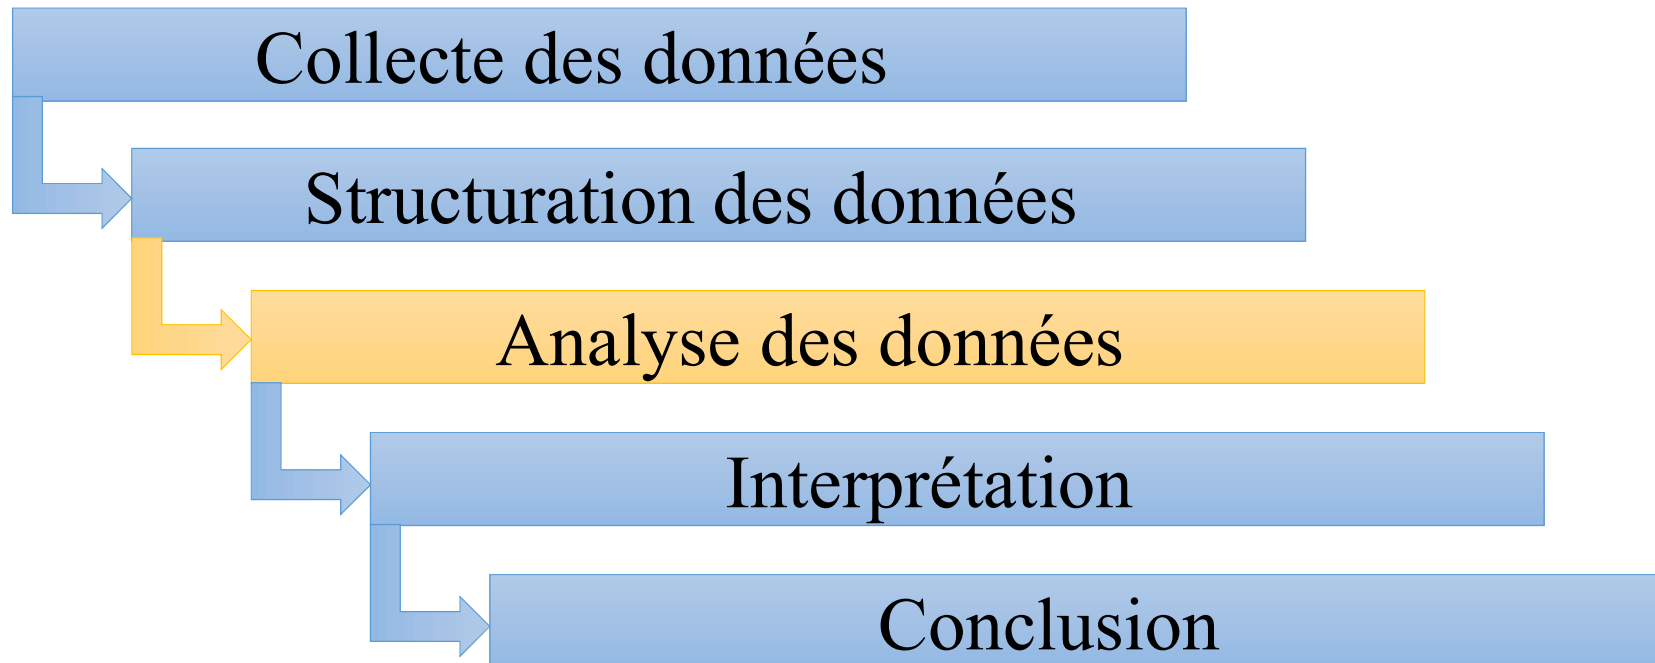 Collecte des données
Structuration des données
Analyse des données
Interprétation
Conclusion